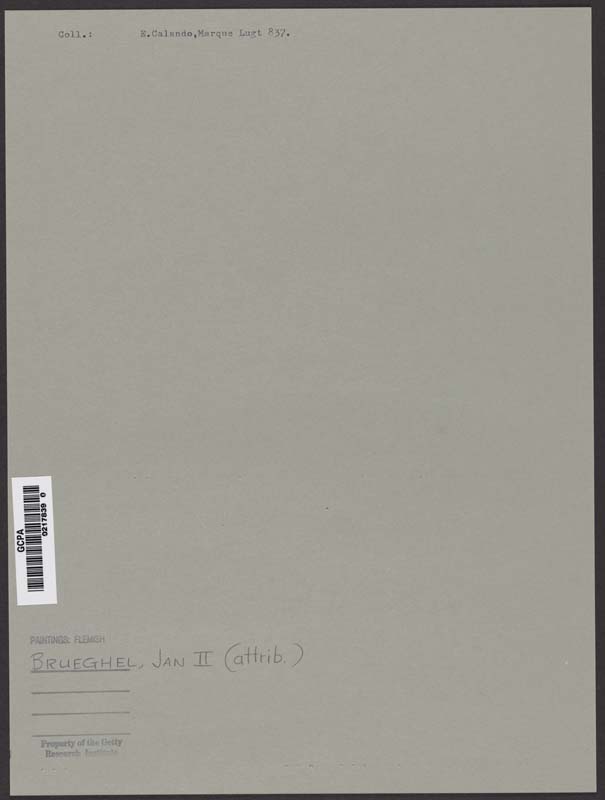 Coll.: E.Calando,Marque Lugt 837.
GCPA
0217839 0
PAINTINGS: FLEMISH
BRUEGHEL, JAN II (attrib.)
Property of the Getty
Research Institute